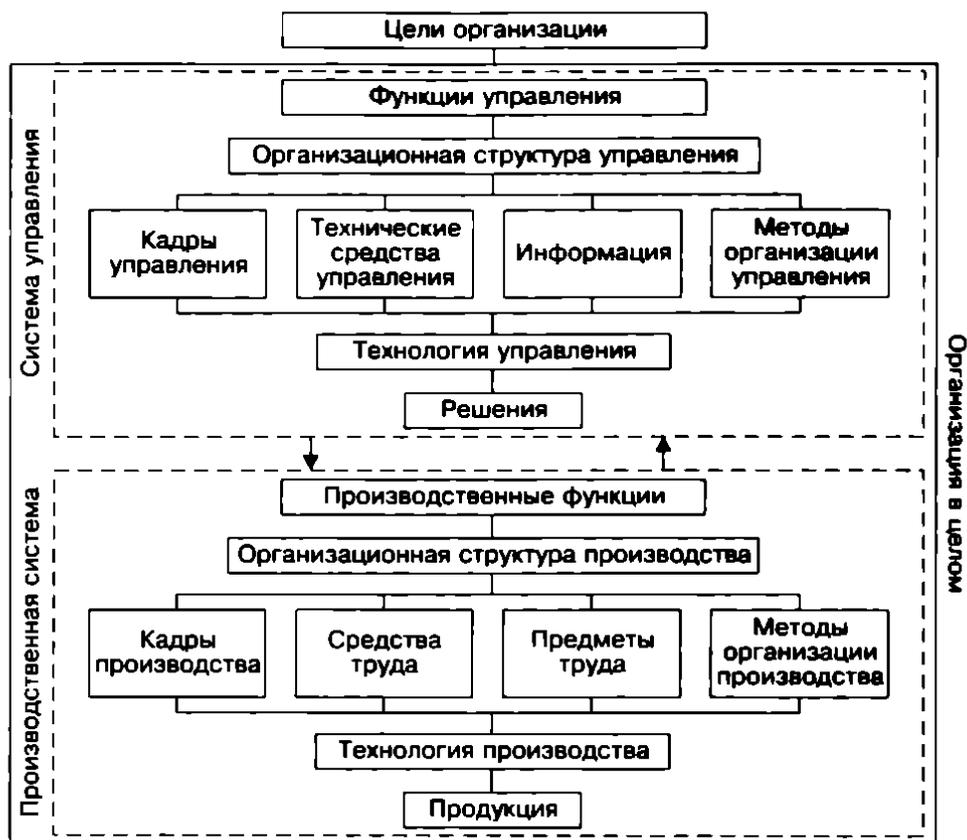 Цели организации
Система управления
Функции управления
Организационная структура управления
Кадры
управления
Технические
средства
управления
Информация
Методы
организации
управления
Технология управления
Решения
Организация в целом
Производственная система
Производственные функции
Организационная структура производства
Кадры
производства
Средства
труда
Предметы
труда
Методы
организации
производства
Технология производства
Продукция